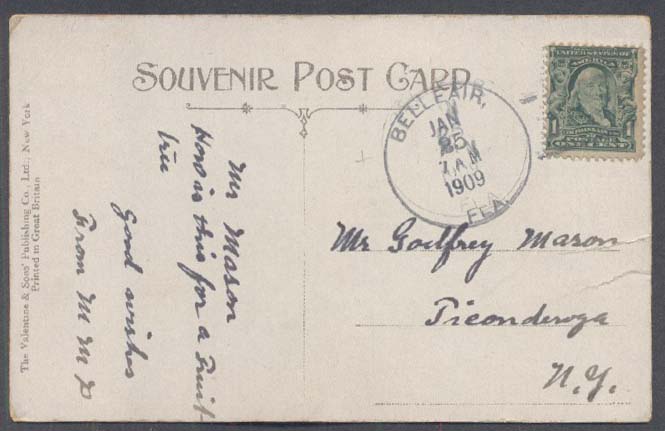 SOUVENIR POST CARD
BELLEAIR,
JAN
25
7 AM
1909
FLA.
UNITED STATES OF
AMERICA
1 1
POSTAGE
ONE CENT
Mr Godfrey Mason
Ticonderoga
N.Y.
Mr Mason
How is this for a Fruit
tree
Good wishes
From M M D
The Valentine & Sons' Publishing Co., Ltd., New York
Printed in Great Britain